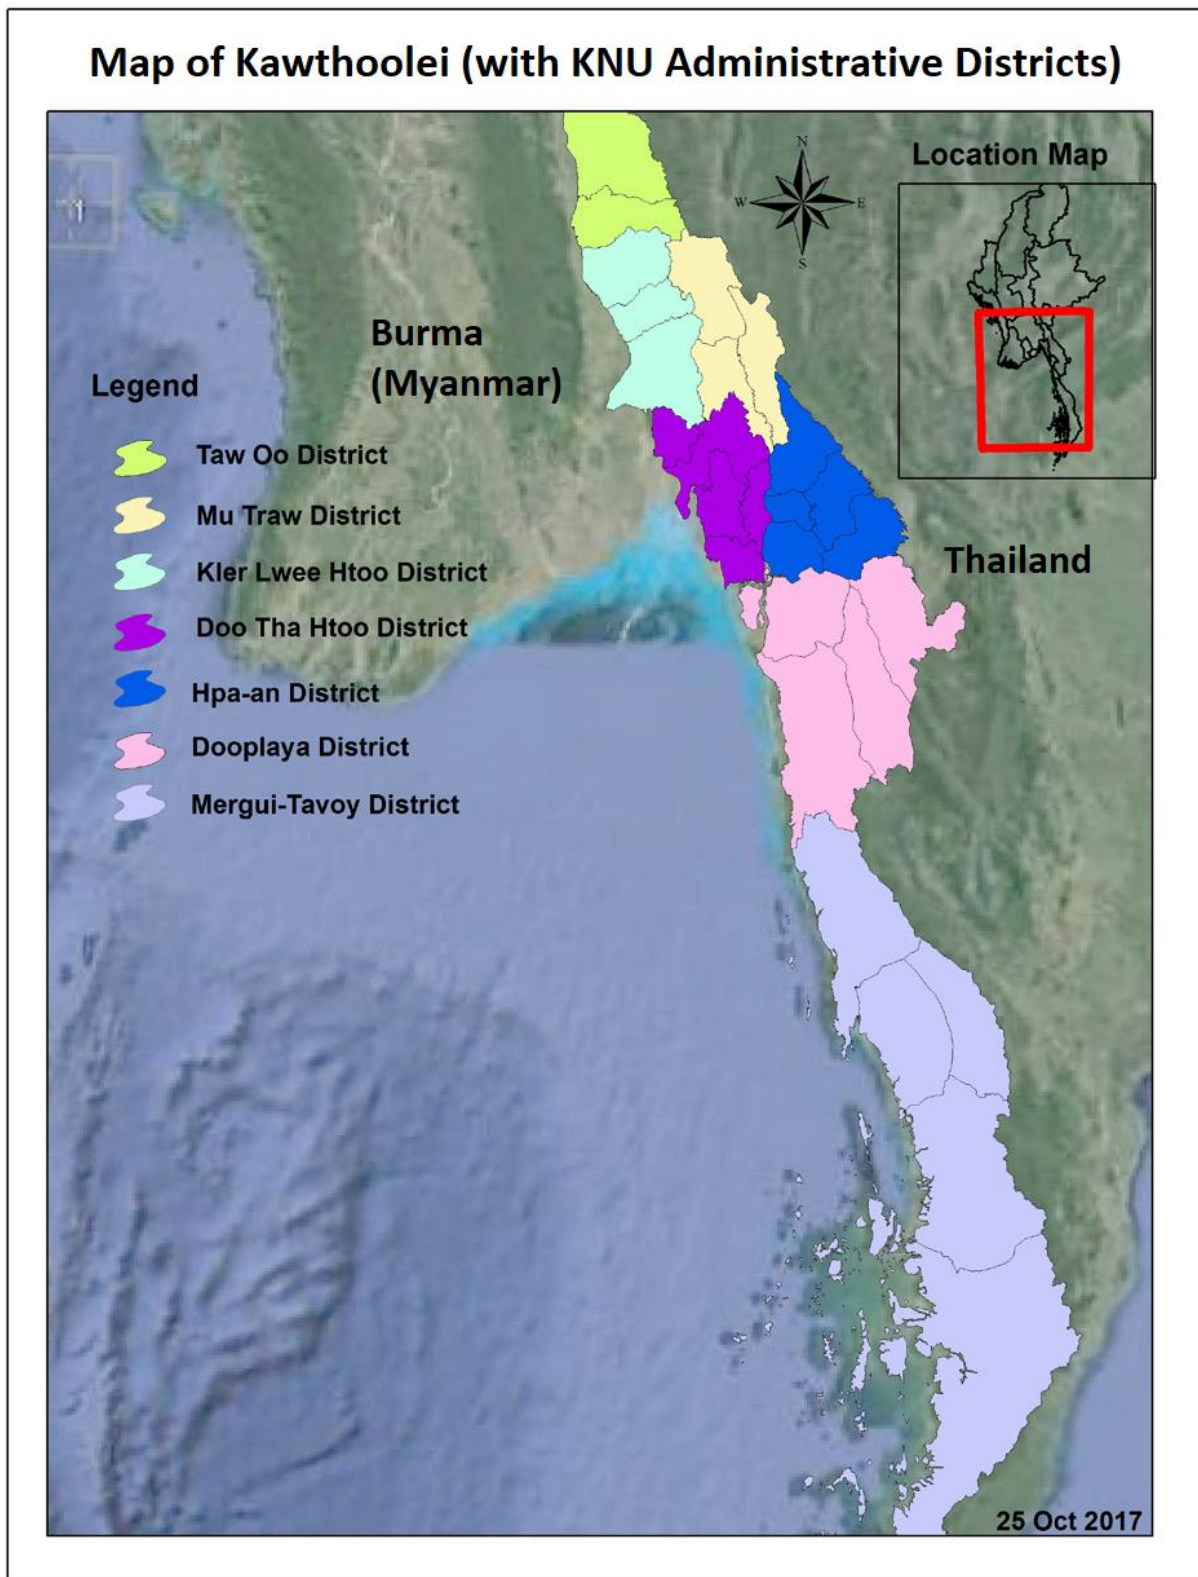 Map of Kawthoolei (with KNU Administrative Districts)
N
W
E
S
Location Map
Burma
(Myanmar)
Legend
Taw Oo District
Mu Traw District
Kler Lwee Htoo District
Doo Tha Htoo District
Hpa-an District
Dooplaya District
Mergui-Tavoy District
Thailand
25 Oct 2017